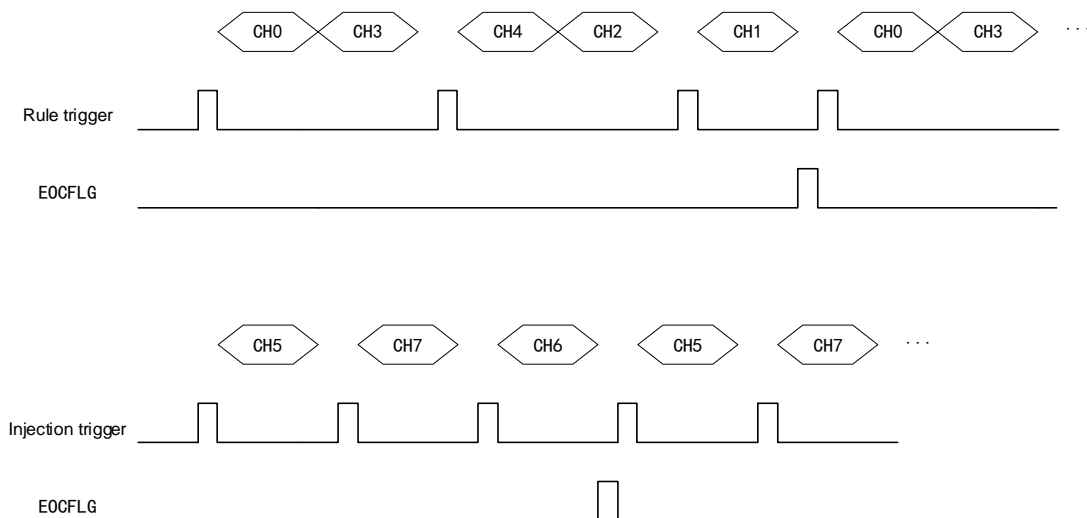 CH0 CH3 CH4 CH2 CH1 CH0 CH3 ...
Rule trigger
EOCFLG
CH5 CH7 CH6 CH5 CH7 ...
Injection trigger
EOCFLG